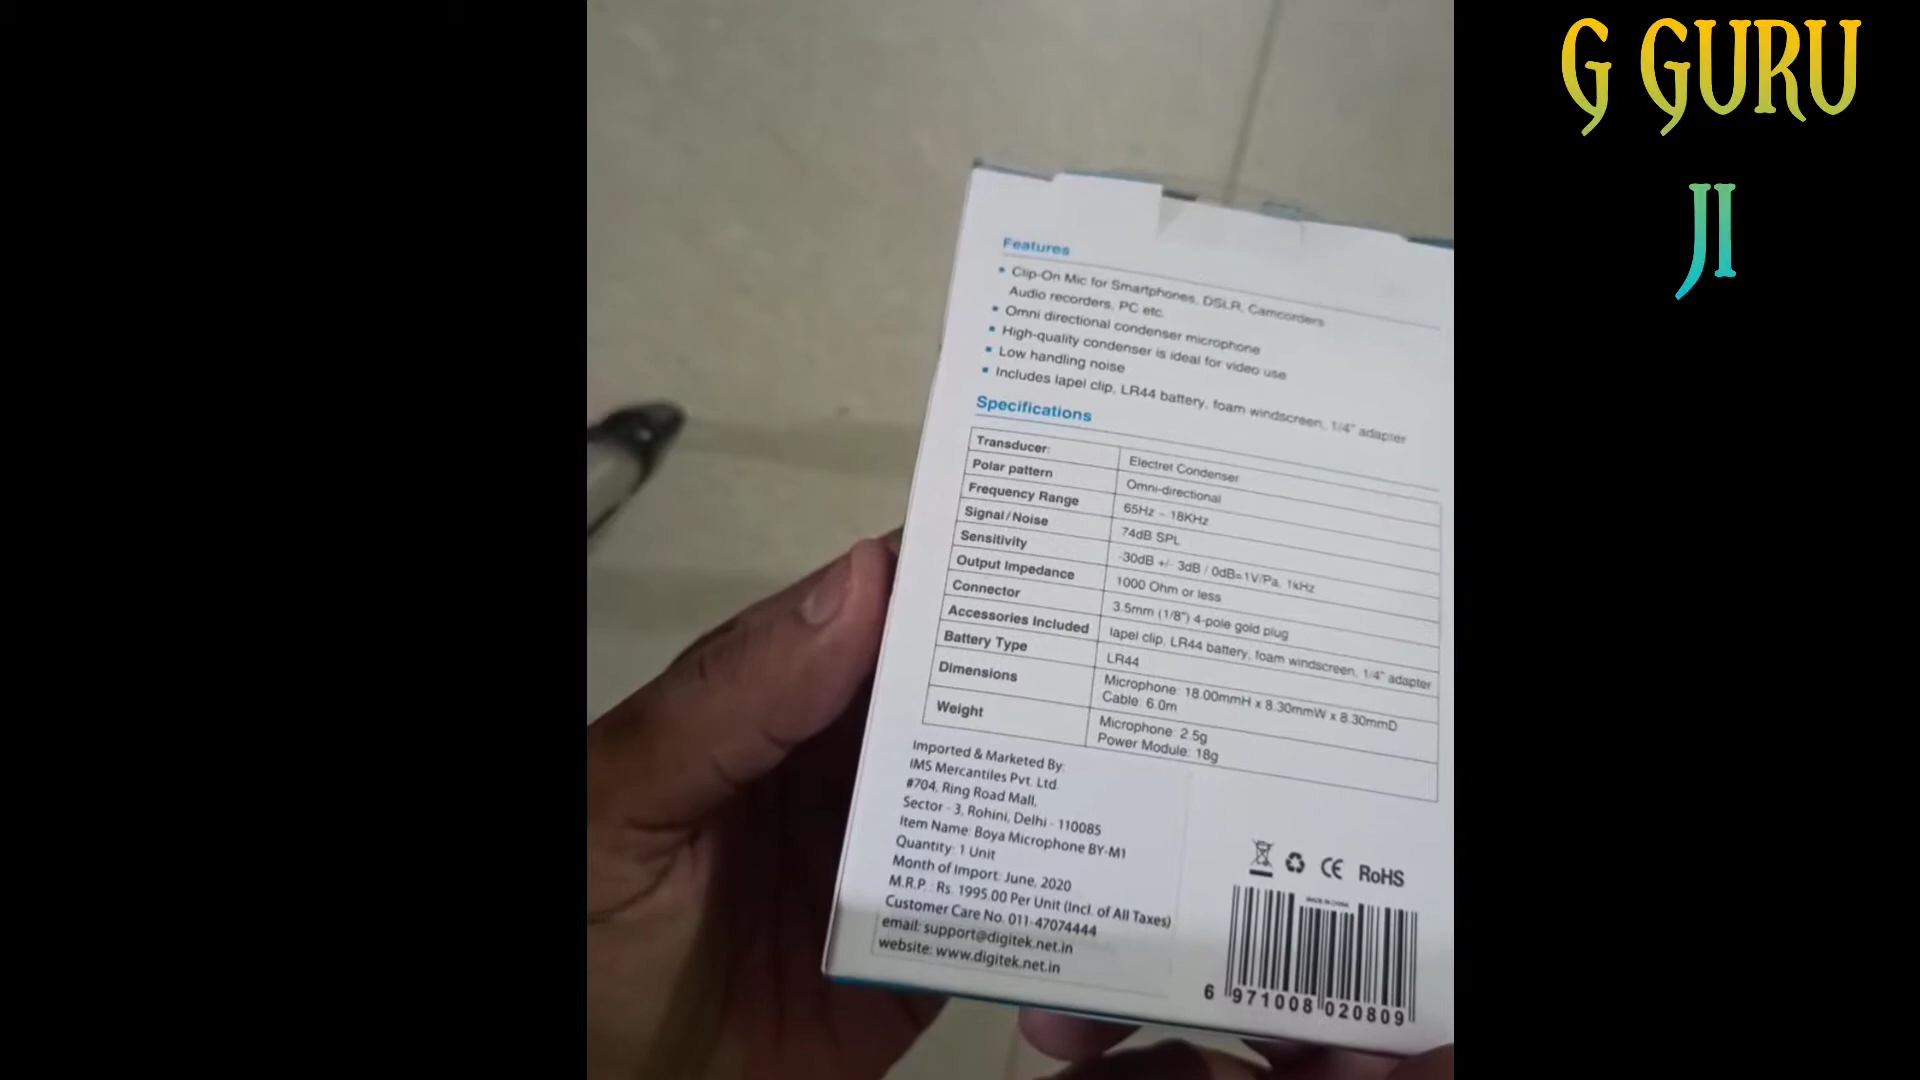 G GURU
JI
Features
Clip-On Mic for Smartphones, DSLR, Camcorders
Audio recorders, PC etc.
Omni directional condenser microphone
High-quality condenser is ideal for video use
Low handling noise
Includes lapel clip, LR44 battery, foam windscreen, 1/4" adapter
Specifications
Transducer: Electret Condenser
Polar pattern Omni-directional
Frequency Range 65Hz ~ 18KHz
Signal/Noise 74dB SPL
Sensitivity -30dB +/- 3dB / 0dB=1V/Pa, 1kHz
Output Impedance 1000 Ohm or less
Connector 3.5mm (1/8") 4-pole gold plug
Accessories Included lapel clip, LR44 battery, foam windscreen, 1/4" adapter
Battery Type LR44
Dimensions Microphone: 18.00mmH x 8.30mmW x 8.30mmD
Cable: 6.0m
Weight Microphone: 2.5g
Power Module: 18g
Imported & Marketed By:
IMS Mercantiles Pvt. Ltd.
#704, Ring Road Mall,
Sector - 3, Rohini, Delhi - 110085
Item Name: Boya Microphone BY-M1
Quantity: 1 Unit
Month of Import: June, 2020
M.R.P.: Rs. 1995.00 Per Unit (Incl. of All Taxes)
Customer Care No. 011-47074444
email: support@digitek.net.in
website: www.digitek.net.in
CE RoHS
MADE IN CHINA
6 971008 020809